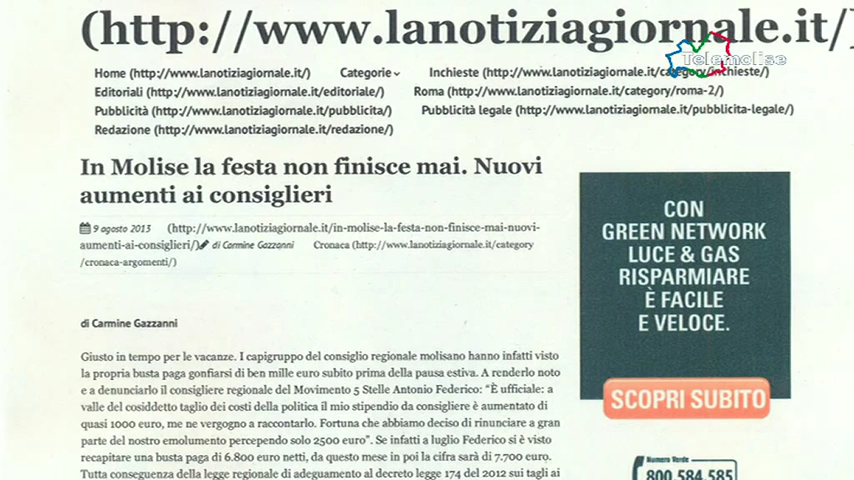 (http://www.lanotiziagiornale.it/)
Telemolise
Home (http://www.lanotiziagiornale.it/) Categorie Inchieste (http://www.lanotiziagiornale.it/category/inchieste/)
Editoriali (http://www.lanotiziagiornale.it/editoriale/) Roma (http://www.lanotiziagiornale.it/category/roma-2/)
Pubblicità (http://www.lanotiziagiornale.it/pubblicita/) Pubblicità legale (http://www.lanotiziagiornale.it/pubblicita-legale/)
Redazione (http://www.lanotiziagiornale.it/redazione/)
In Molise la festa non finisce mai. Nuovi
aumenti ai consiglieri
9 agosto 2013 (http://www.lanotiziagiornale.it/in-molise-la-festa-non-finisce-mai-nuovi-
aumenti-ai-consiglieri/) di Carmine Gazzanni Cronaca (http://www.lanotiziagiornale.it/category
/cronaca-argomenti/)
di Carmine Gazzanni
Giusto in tempo per le vacanze. I capigruppo del consiglio regionale molisano hanno infatti visto
la propria busta paga gonfiarsi di ben mille euro subito prima della pausa estiva. A renderlo noto
e a denunciarlo il consigliere regionale del Movimento 5 Stelle Antonio Federico: “È ufficiale: a
valle del cosiddetto taglio dei costi della politica il mio stipendio da consigliere è aumentato di
quasi 1000 euro, me ne vergogno a raccontarlo. Fortuna che abbiamo deciso di rinunciare a gran
parte del nostro emolumento percependo solo 2500 euro”. Se infatti a luglio Federico si è visto
recapitare una busta paga di 6.800 euro netti, da questo mese in poi la cifra sarà di 7.700 euro.
Tutta conseguenza della legge regionale di adeguamento al decreto legge 174 del 2012 sui tagli ai
CON
GREEN NETWORK
LUCE & GAS
RISPARMIARE
È FACILE
E VELOCE.
SCOPRI SUBITO
Numero Verde
800.584.585